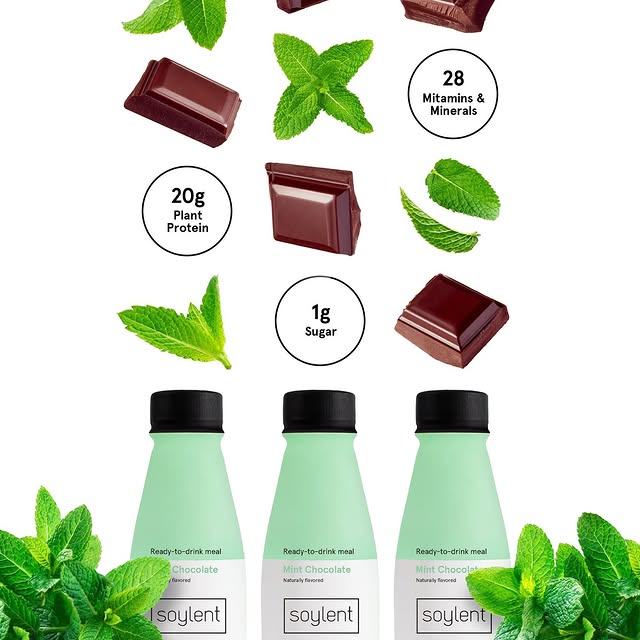 28
Mitamins &
Minerals
20g
Plant
Protein
1g
Sugar
Ready-to-drink meal
Chocolate
flavored
soylent
Ready-to-drink meal
Mint Chocolate
Naturally flavored
soylent
Ready-to-drink meal
Mint Chocolate
Naturally flavored
soylent